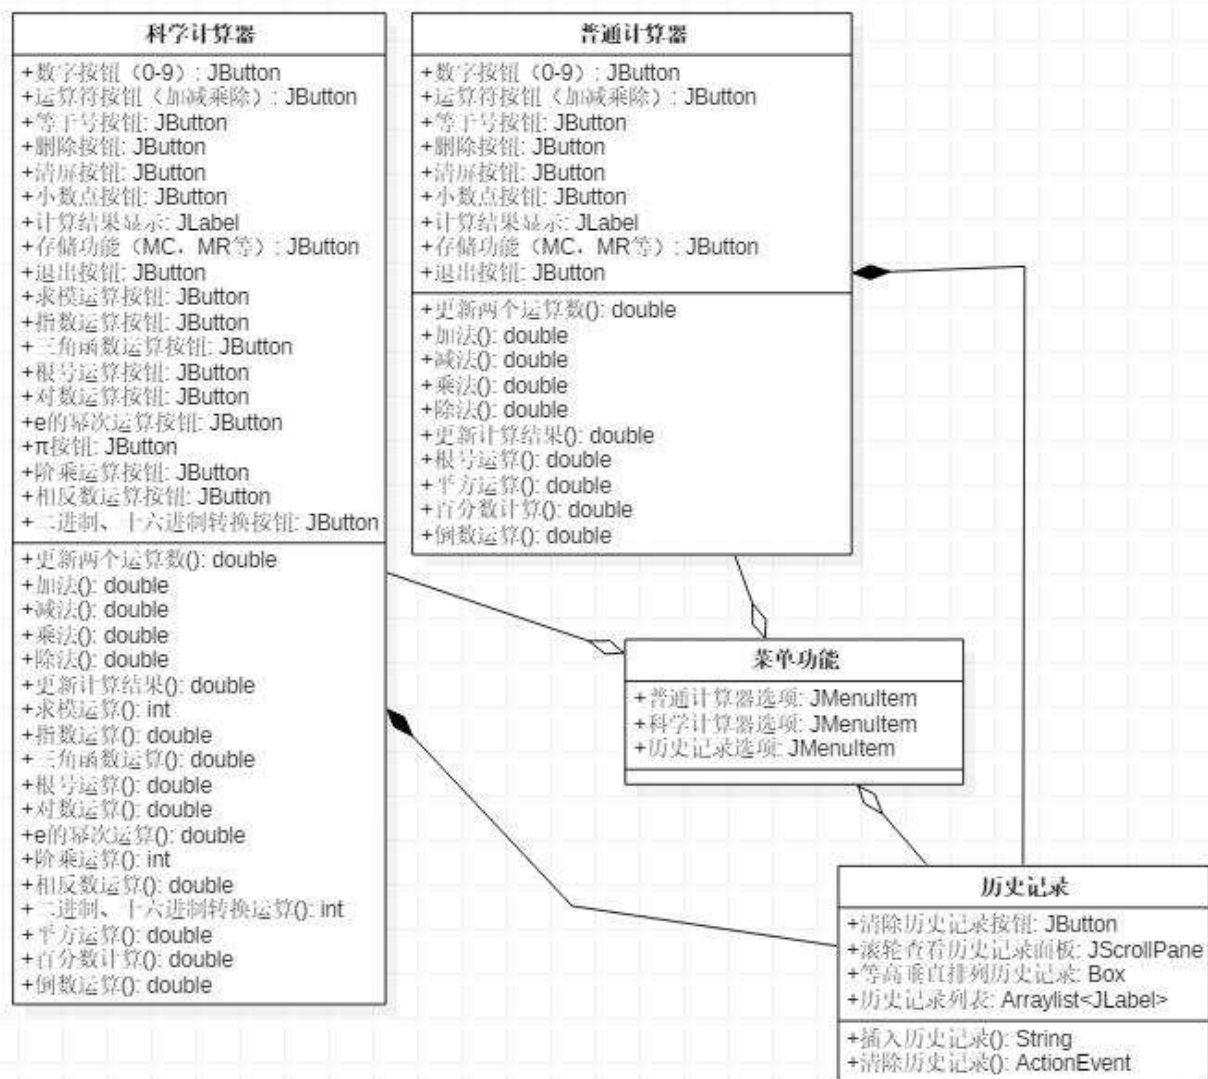 科学计算器
+数字按钮（0-9）: JButton
+运算符按钮（加减乘除）: JButton
+等于号按钮: JButton
+删除按钮: JButton
+清屏按钮: JButton
+小数点按钮: JButton
+计算结果显示: JLabel
+存储功能（MC，MR等）: JButton
+退出按钮: JButton
+求模运算按钮: JButton
+指数运算按钮: JButton
+三角函数运算按钮: JButton
+根号运算按钮: JButton
+对数运算按钮: JButton
+e的幂次运算按钮: JButton
+π按钮: JButton
+阶乘运算按钮: JButton
+相反数运算按钮: JButton
+二进制、十六进制转换按钮: JButton
+更新两个运算数(): double
+加法(): double
+减法(): double
+乘法(): double
+除法(): double
+更新计算结果(): double
+求模运算(): int
+指数运算(): double
+三角函数运算(): double
+根号运算(): double
+对数运算(): double
+e的幂次运算(): double
+阶乘运算(): int
+相反数运算(): double
+二进制、十六进制转换运算(): int
+平方运算(): double
+百分数计算(): double
+倒数运算(): double
普通计算器
+数字按钮（0-9）: JButton
+运算符按钮（加减乘除）: JButton
+等于号按钮: JButton
+删除按钮: JButton
+清屏按钮: JButton
+小数点按钮: JButton
+计算结果显示: JLabel
+存储功能（MC，MR等）: JButton
+退出按钮: JButton
+更新两个运算数(): double
+加法(): double
+减法(): double
+乘法(): double
+除法(): double
+更新计算结果(): double
+根号运算(): double
+平方运算(): double
+百分数计算(): double
+倒数运算(): double
菜单功能
+普通计算器选项: JMenuItem
+科学计算器选项: JMenuItem
+历史记录选项: JMenuItem
历史记录
+清除历史记录按钮: JButton
+滚轮查看历史记录面板: JScrollPane
+等高垂直排列历史记录: Box
+历史记录列表: Arraylist<JLabel>
+插入历史记录(): String
+清除历史记录(): ActionEvent